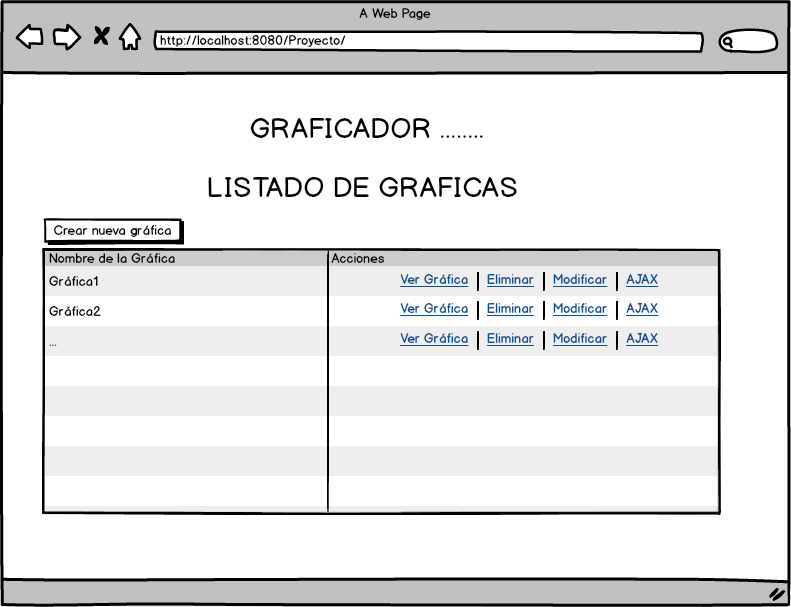 A Web Page
http://localhost:8080/Proyecto/
GRAFICADOR ........
LISTADO DE GRAFICAS
Crear nueva gráfica
Nombre de la Gráfica Acciones
Gráfica1 Ver Gráfica | Eliminar | Modificar | AJAX
Gráfica2 Ver Gráfica | Eliminar | Modificar | AJAX
... Ver Gráfica | Eliminar | Modificar | AJAX